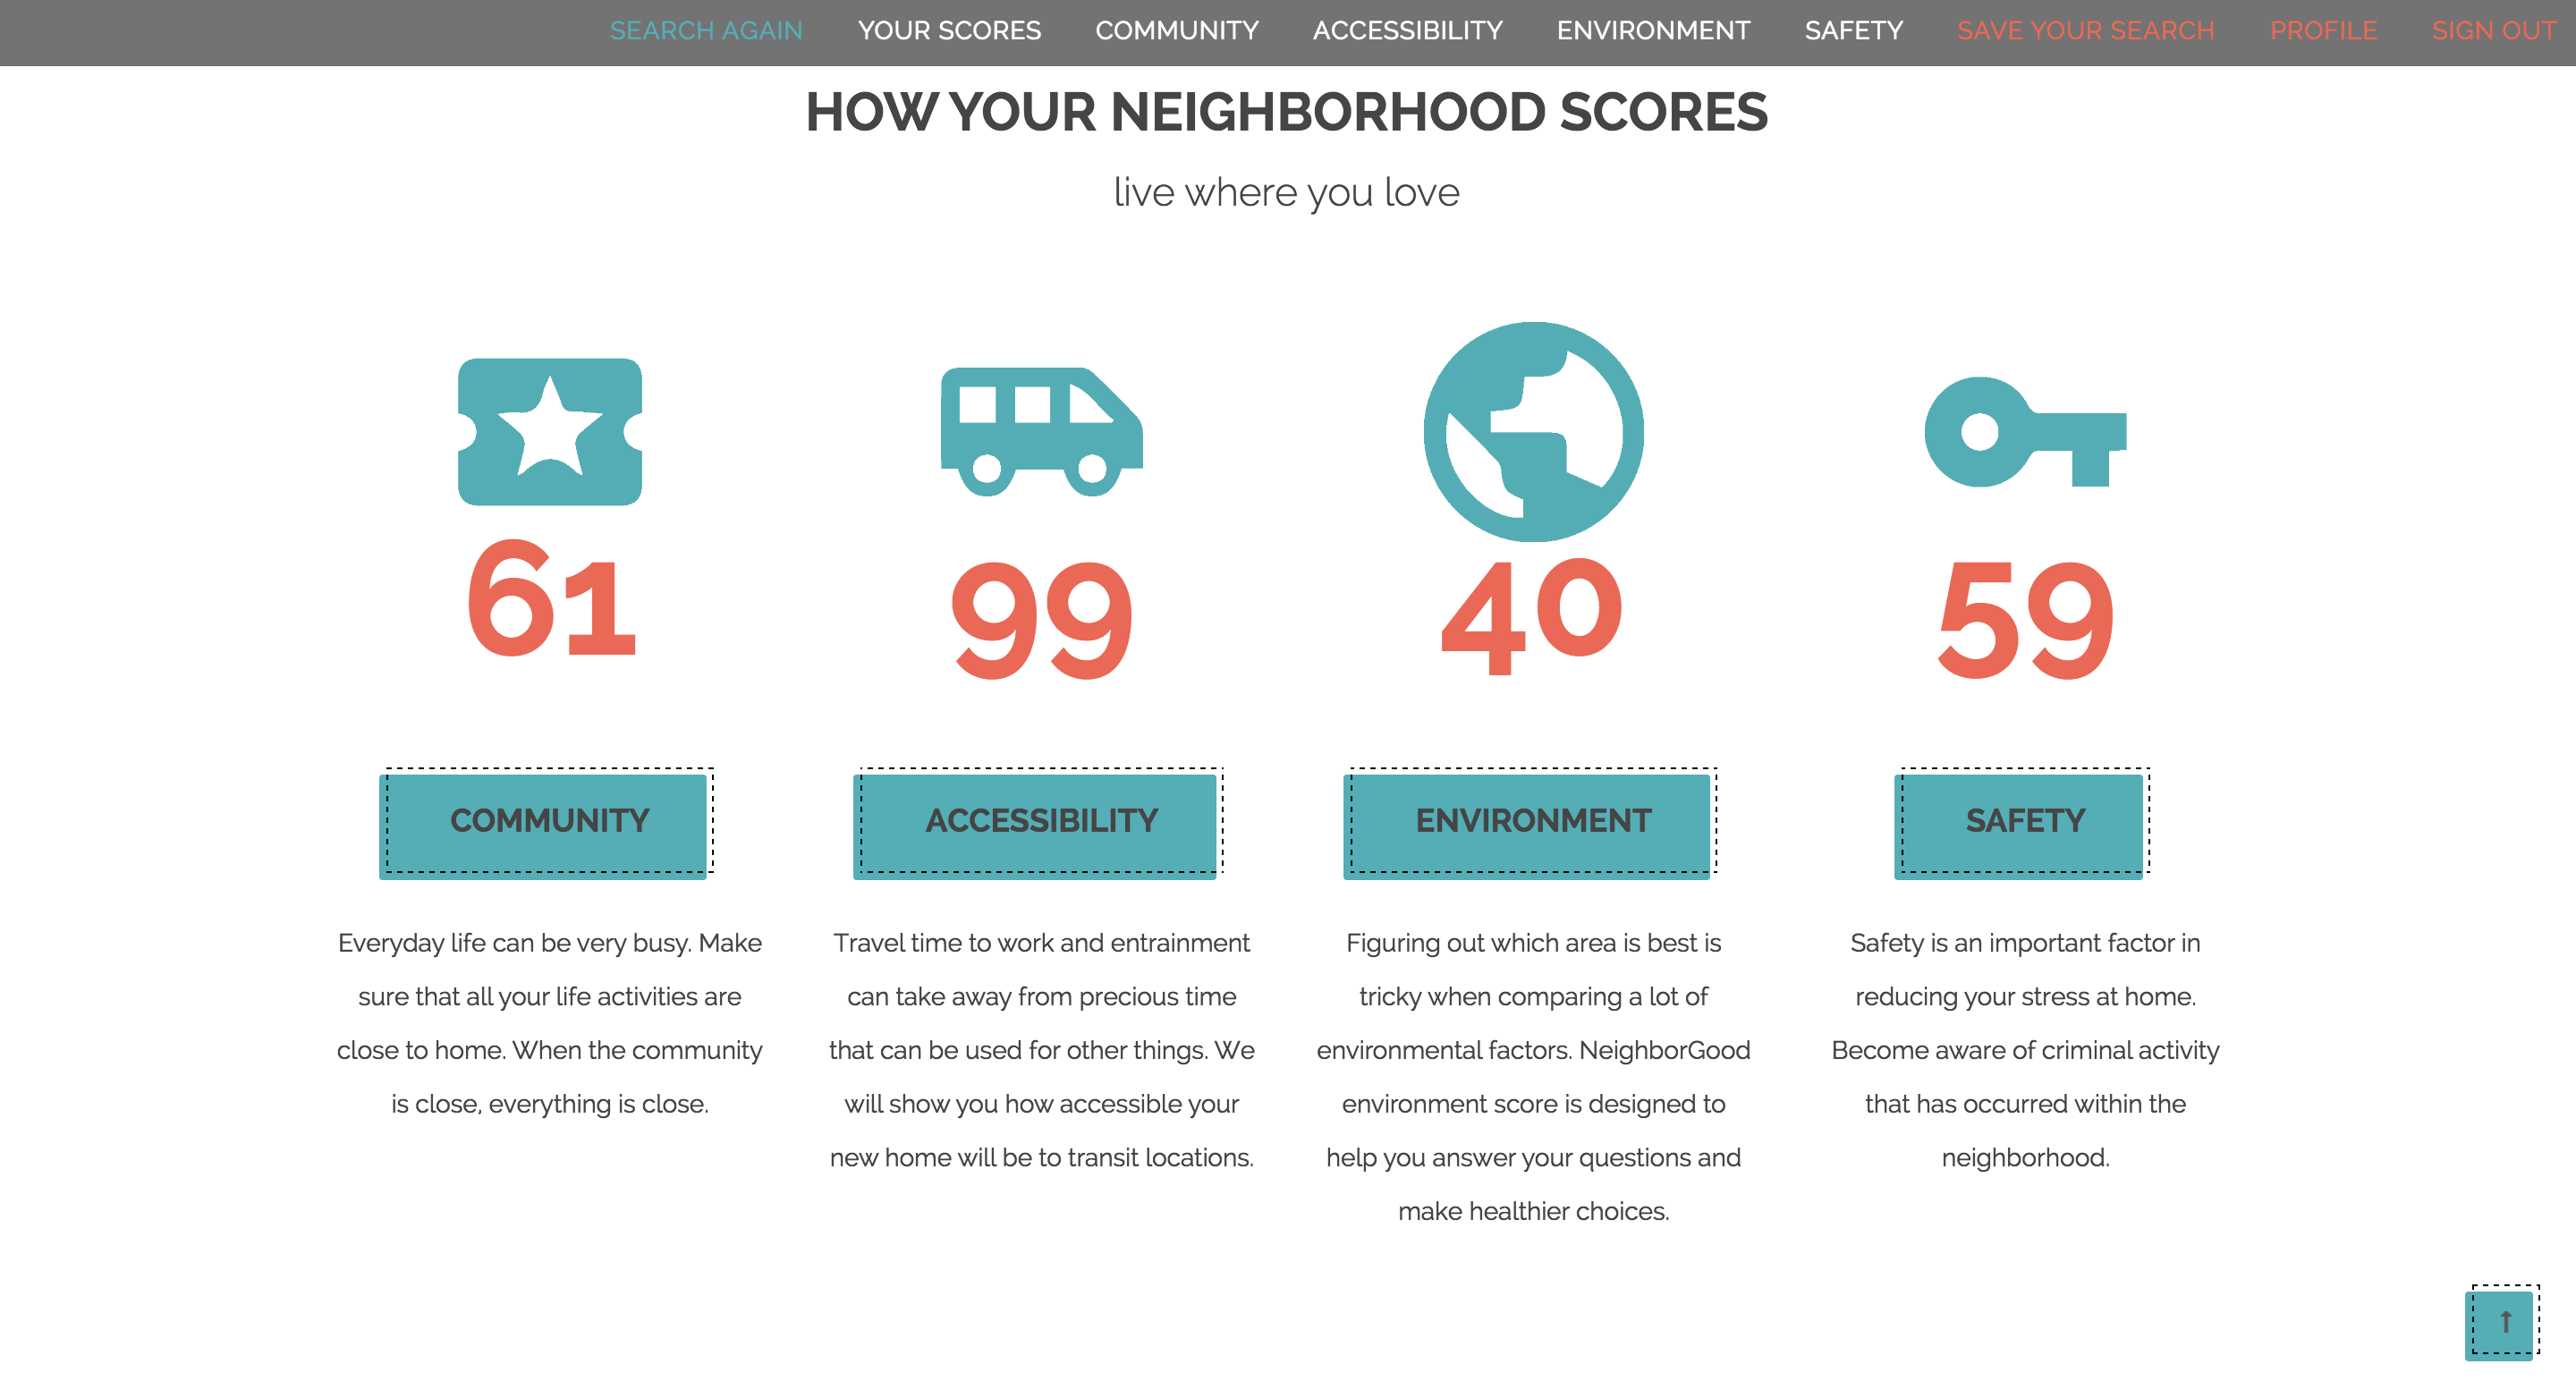 SEARCH AGAIN YOUR SCORES COMMUNITY ACCESSIBILITY ENVIRONMENT SAFETY SAVE YOUR SEARCH PROFILE SIGN OUT
HOW YOUR NEIGHBORHOOD SCORES
live where you love
61
COMMUNITY
Everyday life can be very busy. Make
sure that all your life activities are
close to home. When the community
is close, everything is close.
99
ACCESSIBILITY
Travel time to work and entrainment
can take away from precious time
that can be used for other things. We
will show you how accessible your
new home will be to transit locations.
40
ENVIRONMENT
Figuring out which area is best is
tricky when comparing a lot of
environmental factors. NeighborGood
environment score is designed to
help you answer your questions and
make healthier choices.
59
SAFETY
Safety is an important factor in
reducing your stress at home.
Become aware of criminal activity
that has occurred within the
neighborhood.
↑